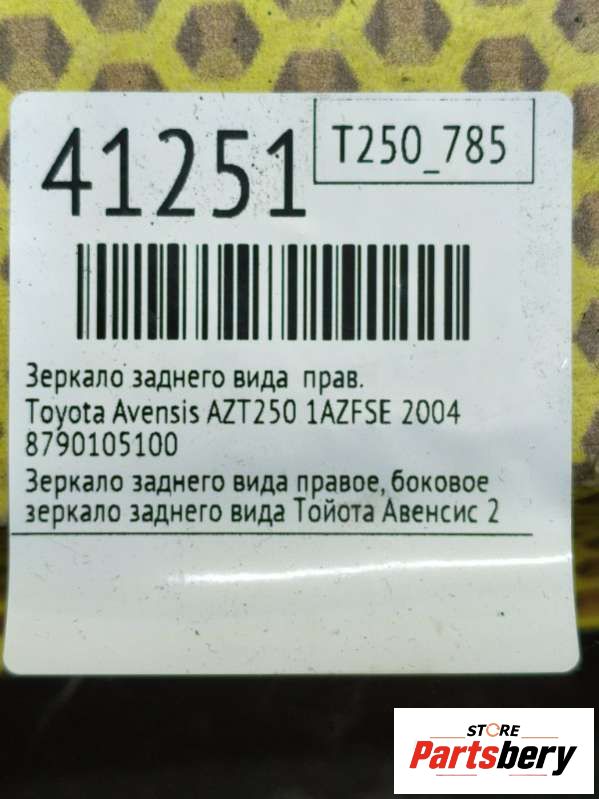 41251
T250_785
Зеркало заднего вида прав.
Toyota Avensis AZT250 1AZFSE 2004
8790105100
Зеркало заднего вида правое, боковое
зеркало заднего вида Тойота Авенсис 2
STORE
Partsbery